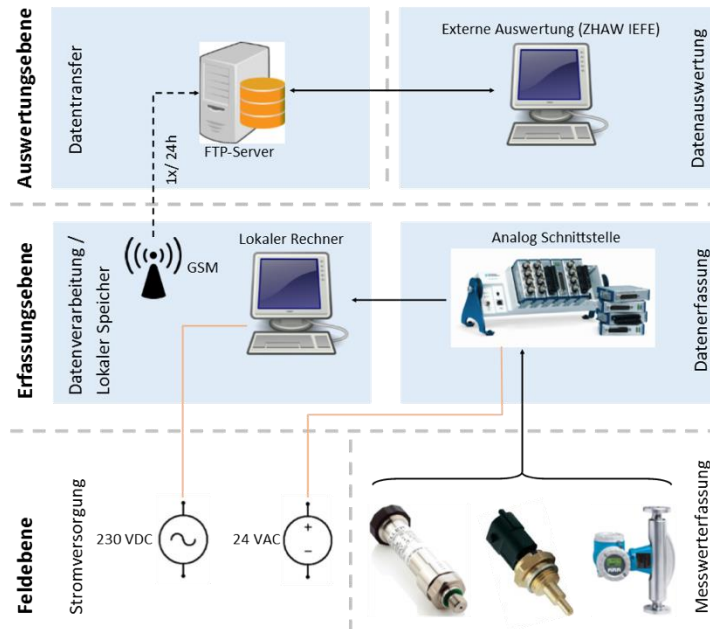 Auswertungsebene
Datentransfer
1x/ 24h
FTP-Server
Externe Auswertung (ZHAW IEFE)
Datenauswertung
Erfassungsebene
Datenverarbeitung /
Lokaler Speicher
GSM
Lokaler Rechner
Analog Schnittstelle
Datenerfassung
Feldebene
Stromversorgung
230 VDC
24 VAC
Messwerterfassung